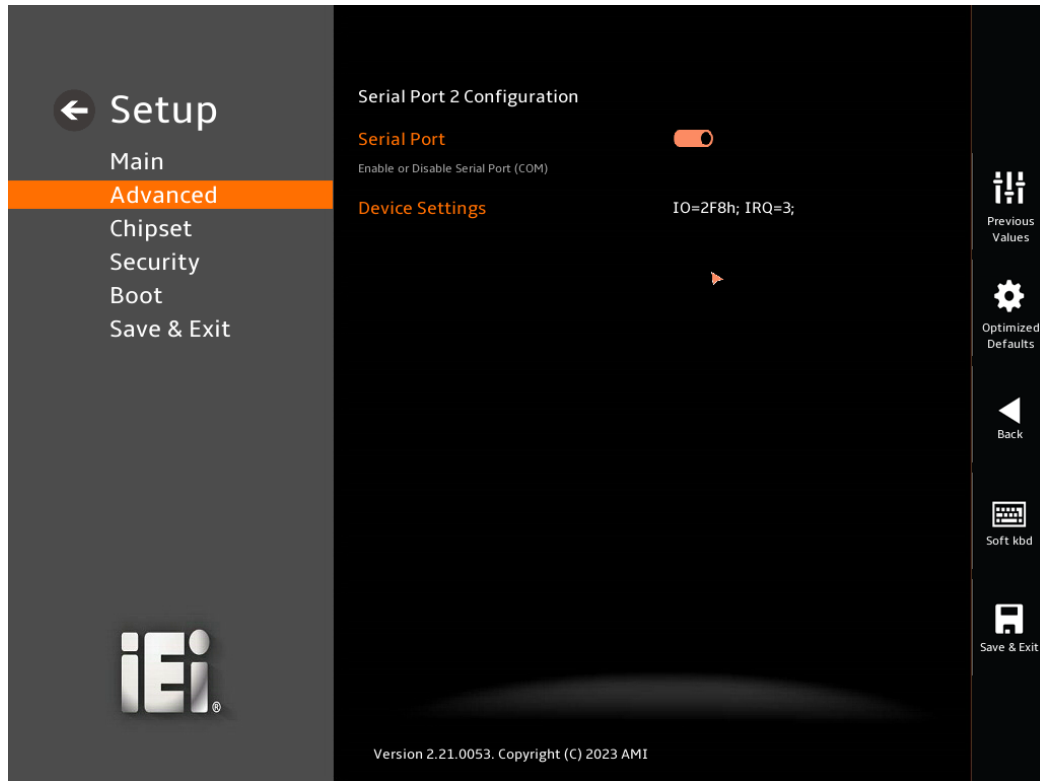 Setup
Main
Advanced
Chipset
Security
Boot
Save & Exit
iEi®
Serial Port 2 Configuration
Serial Port
Enable or Disable Serial Port (COM)
Device Settings IO=2F8h; IRQ=3;
Version 2.21.0053. Copyright (C) 2023 AMI
Previous
Values
Optimized
Defaults
Back
Soft kbd
Save & Exit